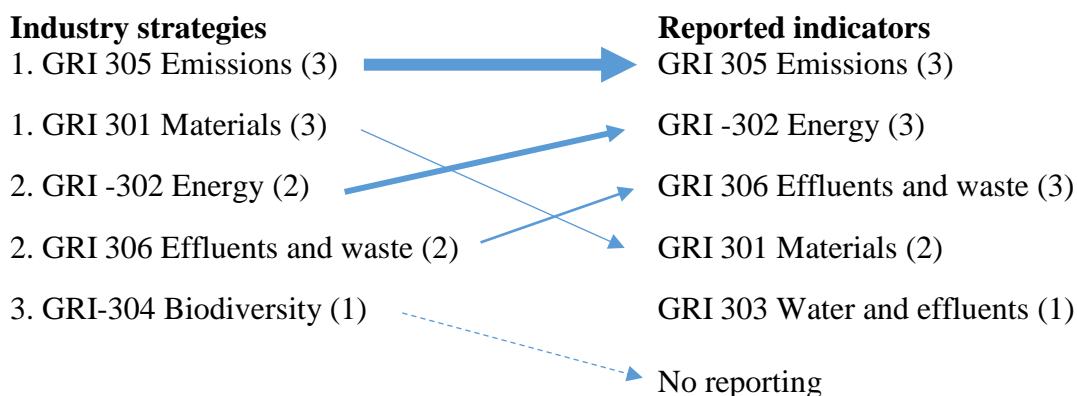 Industry strategies
Reported indicators
1. GRI 305 Emissions (3)
GRI 305 Emissions (3)
1. GRI 301 Materials (3)
GRI -302 Energy (3)
2. GRI -302 Energy (2)
GRI 306 Effluents and waste (3)
2. GRI 306 Effluents and waste (2)
GRI 301 Materials (2)
3. GRI-304 Biodiversity (1)
GRI 303 Water and effluents (1)
No reporting